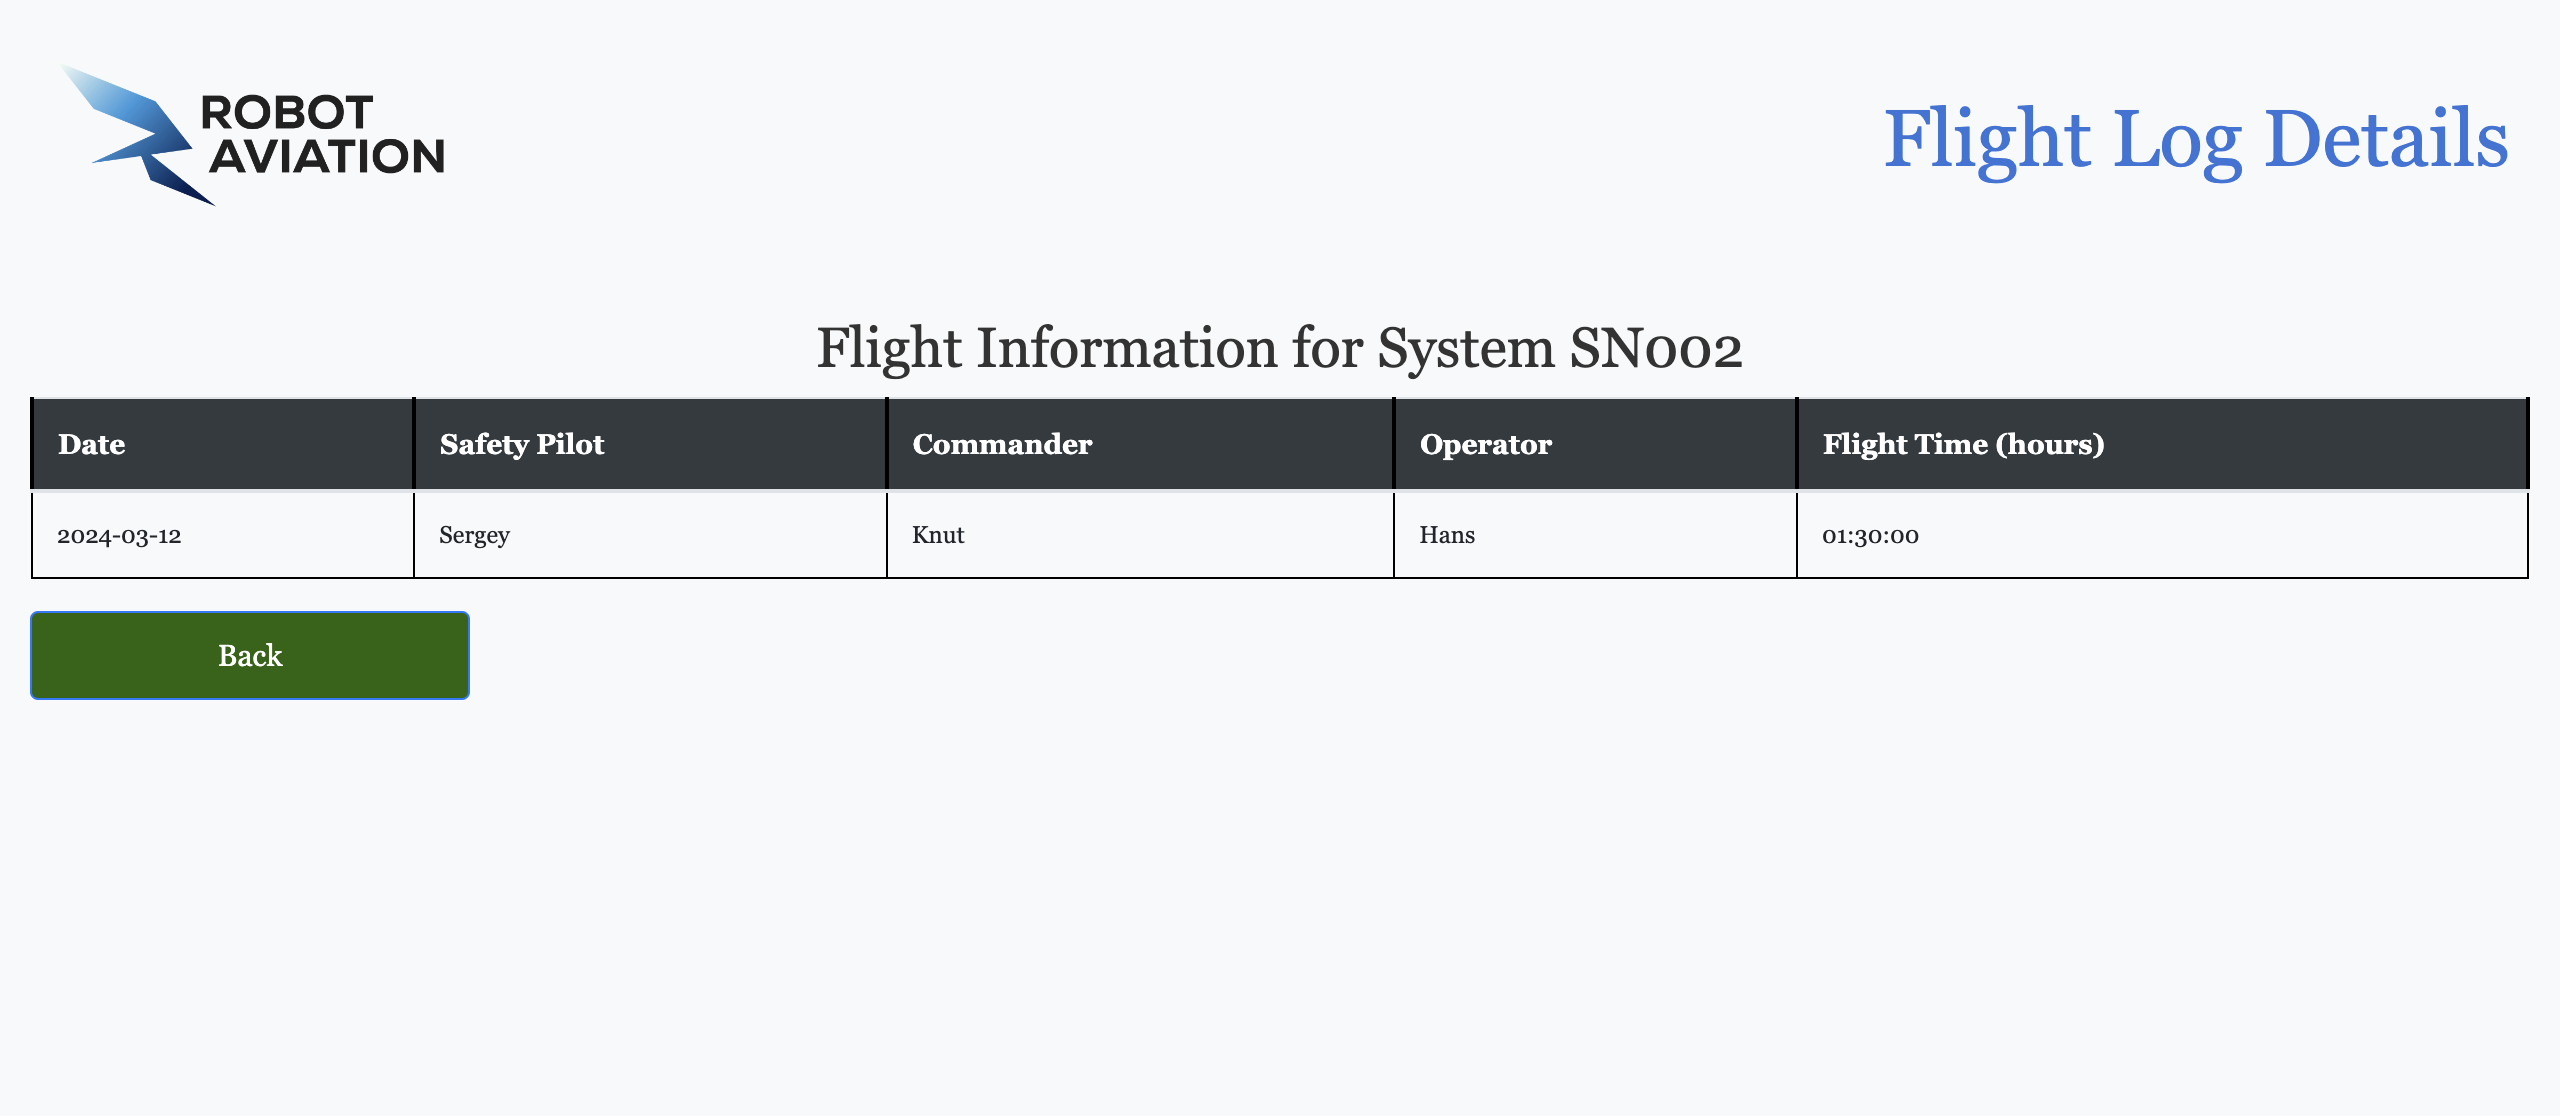 ROBOT
AVIATION
Flight Log Details
Flight Information for System SN002
Date Safety Pilot Commander Operator Flight Time (hours)
2024-03-12 Sergey Knut Hans 01:30:00
Back